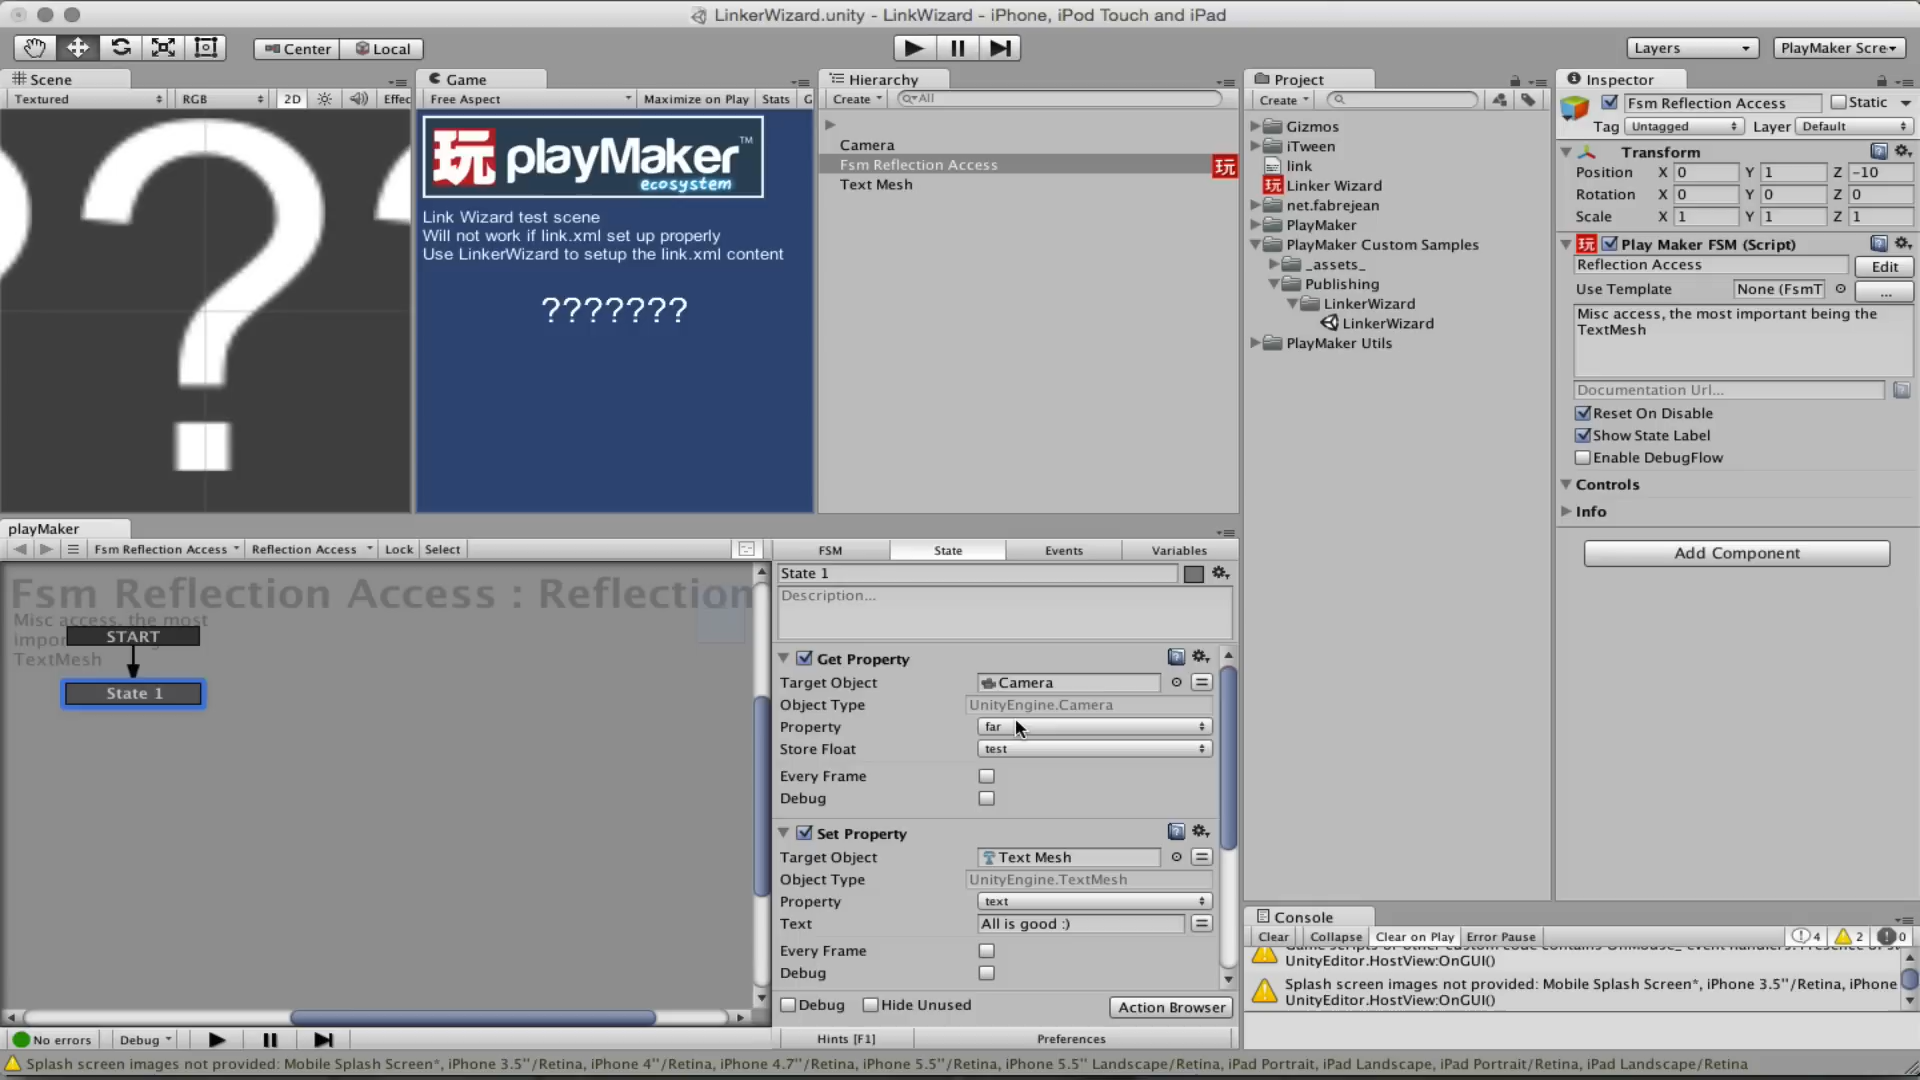 LinkerWizard.unity - LinkWizard - iPhone, iPod Touch and iPad
Center
Local
Layers
PlayMaker Scre
Scene
Textured
RGB
2D
Effec
Game
Free Aspect
Maximize on Play
Stats
G
玩 playMaker™
ecosystem
Link Wizard test scene
Will not work if link.xml set up properly
Use LinkerWizard to setup the link.xml content
???????
Hierarchy
Create
All
Camera
Fsm Reflection Access
玩
Text Mesh
Project
Create
Gizmos
iTween
link
玩 Linker Wizard
net.fabrejean
PlayMaker
PlayMaker Custom Samples
_assets_
Publishing
LinkerWizard
LinkerWizard
PlayMaker Utils
Inspector
Fsm Reflection Access
Static
Tag Untagged
Layer Default
Transform
Position X 0 Y 1 Z -10
Rotation X 0 Y 0 Z 0
Scale X 1 Y 1 Z 1
玩 Play Maker FSM (Script)
Reflection Access
Edit
Use Template None (FsmT
...
Misc access, the most important being the
TextMesh
Documentation Url...
Reset On Disable
Show State Label
Enable DebugFlow
Controls
Info
Add Component
playMaker
Fsm Reflection Access
Reflection Access
Lock
Select
Fsm Reflection Access : Reflection
Misc access, the most
impor
TextMesh
START
State 1
FSM
State
Events
Variables
State 1
Description...
Get Property
Target Object Camera
Object Type UnityEngine.Camera
Property far
Store Float test
Every Frame
Debug
Set Property
Target Object Text Mesh
Object Type UnityEngine.TextMesh
Property text
Text All is good :)
Every Frame
Debug
Debug
Hide Unused
Action Browser
No errors
Debug
Hints [F1]
Preferences
Console
Clear
Collapse
Clear on Play
Error Pause
4
2
0
UnityEditor.HostView:OnGUI()
Splash screen images not provided: Mobile Splash Screen*, iPhone 3.5''/Retina, iPhone
UnityEditor.HostView:OnGUI()
Splash screen images not provided: Mobile Splash Screen*, iPhone 3.5''/Retina, iPhone 4''/Retina, iPhone 4.7''/Retina, iPhone 5.5''/Retina, iPhone 5.5'' Landscape/Retina, iPad Portrait, iPad Landscape, iPad Portrait/Retina, iPad Landscape/Retina